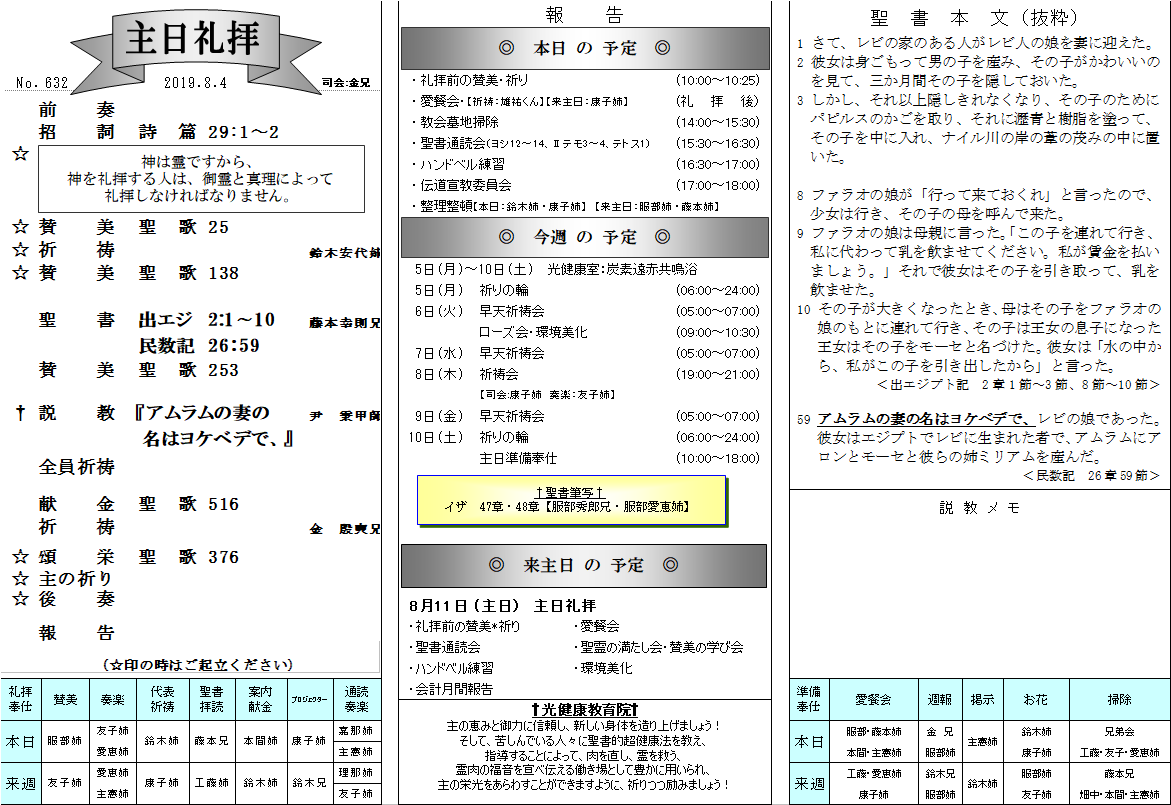 主日礼拝
No. 632 2019.8.4 司会:金兄
前 奏
招 詞 詩 篇 29:1~2
☆ 神は霊ですから、
神を礼拝する人は、御霊と真理によって
礼拝しなければなりません。
☆ 賛 美 聖 歌 25
☆ 祈 祷 鈴木安代姉
☆ 賛 美 聖 歌 138
聖 書 出エジ 2:1~10 藤本幸則兄
民数記 26:59
賛 美 聖 歌 253
† 説 教 『アムラムの妻の 尹 業甲師
名はヨケベデで、』
全員祈祷
献 金 聖 歌 516
祈 祷 金 殷奭兄
☆ 頌 栄 聖 歌 376
☆ 主の祈り
☆ 後 奏
報 告
(☆印の時はご起立ください)
礼拝奉仕 賛美 奏楽 代表祈祷 聖書拝読 案内献金 プロジェクター 通読奏楽
本日 服部姉 友子姉 愛恵姉 鈴木姉 藤本兄 本間姉 康子姉 嘉那姉 主憲姉
来週 友子姉 愛恵姉 主憲姉 康子姉 工藤姉 鈴木姉 鈴木兄 理那姉 友子姉
報 告
◎ 本日 の 予定 ◎
・礼拝前の賛美・祈り (10:00~10:25)
・愛餐会・【祈祷:雄祐くん】【来主日:康子姉】 (礼 拝 後)
・教会墓地掃除 (14:00~15:30)
・聖書通読会(ヨシ12~14、Ⅱテモ3~4、テトス1) (15:30~16:30)
・ハンドベル練習 (16:30~17:00)
・伝道宣教委員会 (17:00~18:00)
・整理整頓【本日:鈴木姉・康子姉】 【来主日:服部姉・藤本姉】
◎ 今週 の 予定 ◎
5日(月)~10日(土) 光健康室:炭素遠赤共鳴浴
5日(月) 祈りの輪 (06:00~24:00)
6日(火) 早天祈祷会 (05:00~07:00)
ローズ会・環境美化 (09:00~10:30)
7日(水) 早天祈祷会 (05:00~07:00)
8日(木) 祈祷会 (19:00~21:00)
【司会:康子姉 奏楽:友子姉】
9日(金) 早天祈祷会 (05:00~07:00)
10日(土) 祈りの輪 (06:00~24:00)
主日準備奉仕 (10:00~18:00)
†聖書筆写†
イザ 47章・48章【服部秀郎兄・服部愛恵姉】
◎ 来主日 の 予定 ◎
8月11日(主日) 主日礼拝
・礼拝前の賛美*祈り ・愛餐会
・聖書通読会 ・聖霊の満たし会・賛美の学び会
・ハンドベル練習 ・環境美化
・会計月間報告
†光健康教育院†
主の恵みと御力に信頼し、新しい身体を造り上げましょう!
そして、苦しんでいる人々に聖書的超健康法を教え、
指導することによって、肉を直し、霊を救う、
霊肉の福音を宣べ伝える働き場として豊かに用いられ、
主の栄光をあらわすことができますように、祈りつつ励みましょう!
聖 書 本 文(抜粋)
1 さて、レビの家のある人がレビ人の娘を妻に迎えた。
2 彼女は身ごもって男の子を産み、その子がかわいいの
を見て、三か月間その子を隠しておいた。
3 しかし、それ以上隠しきれなくなり、その子のために
パピルスのかごを取り、それに瀝青と樹脂を塗って、
その子を中に入れ、ナイル川の岸の葦の茂みの中に置
いた。
8 ファラオの娘が「行って来ておくれ」と言ったので、
少女は行き、その子の母を呼んで来た。
9 ファラオの娘は母親に言った。「この子を連れて行き、
私に代わって乳を飲ませてください。私が賃金を払い
ましょう。」それで彼女はその子を引き取って、乳を
飲ませた。
10 その子が大きくなったとき、母はその子をファラオの
娘のもとに連れて行き、その子は王女の息子になった
王女はその子をモーセと名づけた。彼女は「水の中か
ら、私がこの子を引き出したから」と言った。
<出エジプト記 2章1節~3節、8節~10節>
59 アムラムの妻の名はヨケベデで、レビの娘であった。
彼女はエジプトでレビに生まれた者で、アムラムにア
ロンとモーセと彼らの姉ミリアムを産んだ。
<民数記 26章59節>
説 教 メ モ
準備奉仕 愛餐会 週報 掲示 お花 掃除
本日 服部・藤本姉 本間・主憲姉 金 兄 服部姉 主憲姉 鈴木姉 康子姉 兄弟会 工藤・友子・愛恵姉
来週 工藤・愛恵姉 康子姉 鈴木兄 服部姉 鈴木姉 服部姉 友子姉 藤本兄 畑中・本間・主憲姉